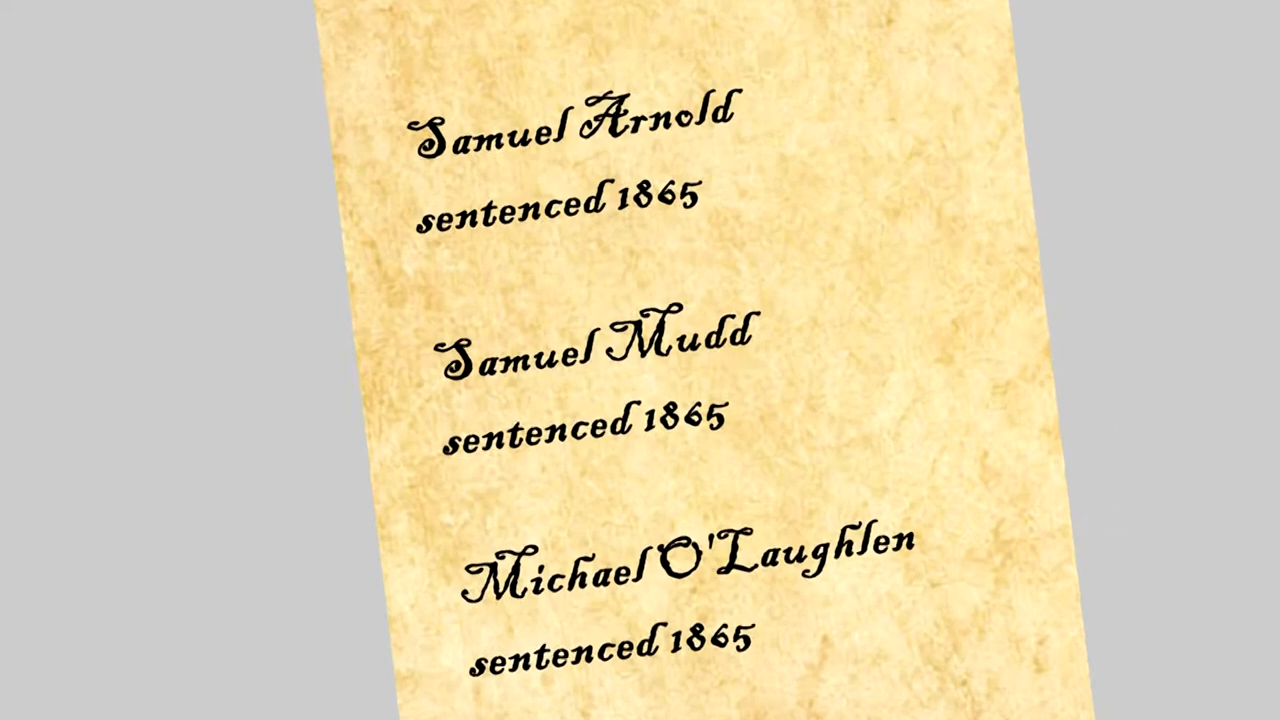 Samuel Arnold
sentenced 1865
Samuel Mudd
sentenced 1865
Michael O'Laughlen
sentenced 1865